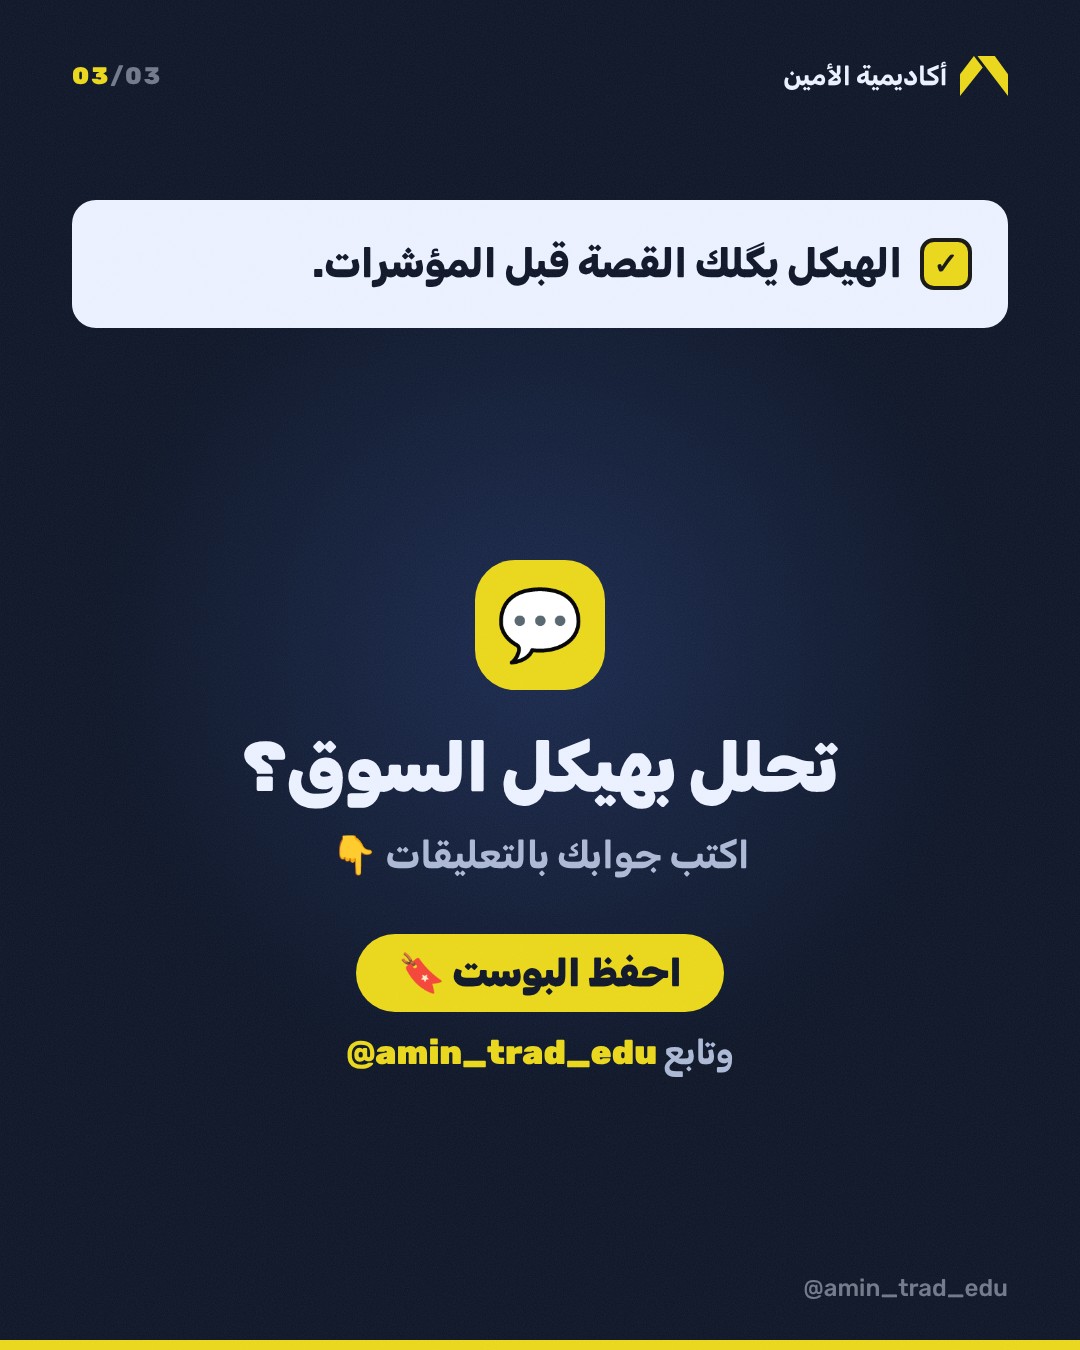 أكاديمية الأمين
03/03
✓ الهيكل يگلك القصة قبل المؤشرات.
تحلل بهيكل السوق؟
اكتب جوابك بالتعليقات 👇
احفظ البوست 🔖
وتابع @amin_trad_edu
@amin_trad_edu